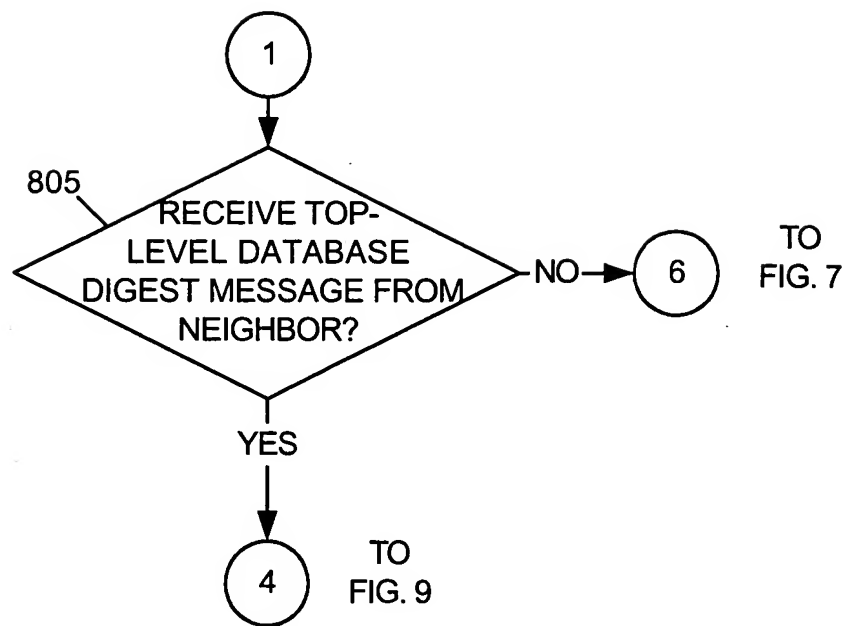 1
805
RECEIVE TOP-
LEVEL DATABASE
DIGEST MESSAGE FROM
NEIGHBOR?
NO
6
TO
FIG. 7
YES
4
TO
FIG. 9